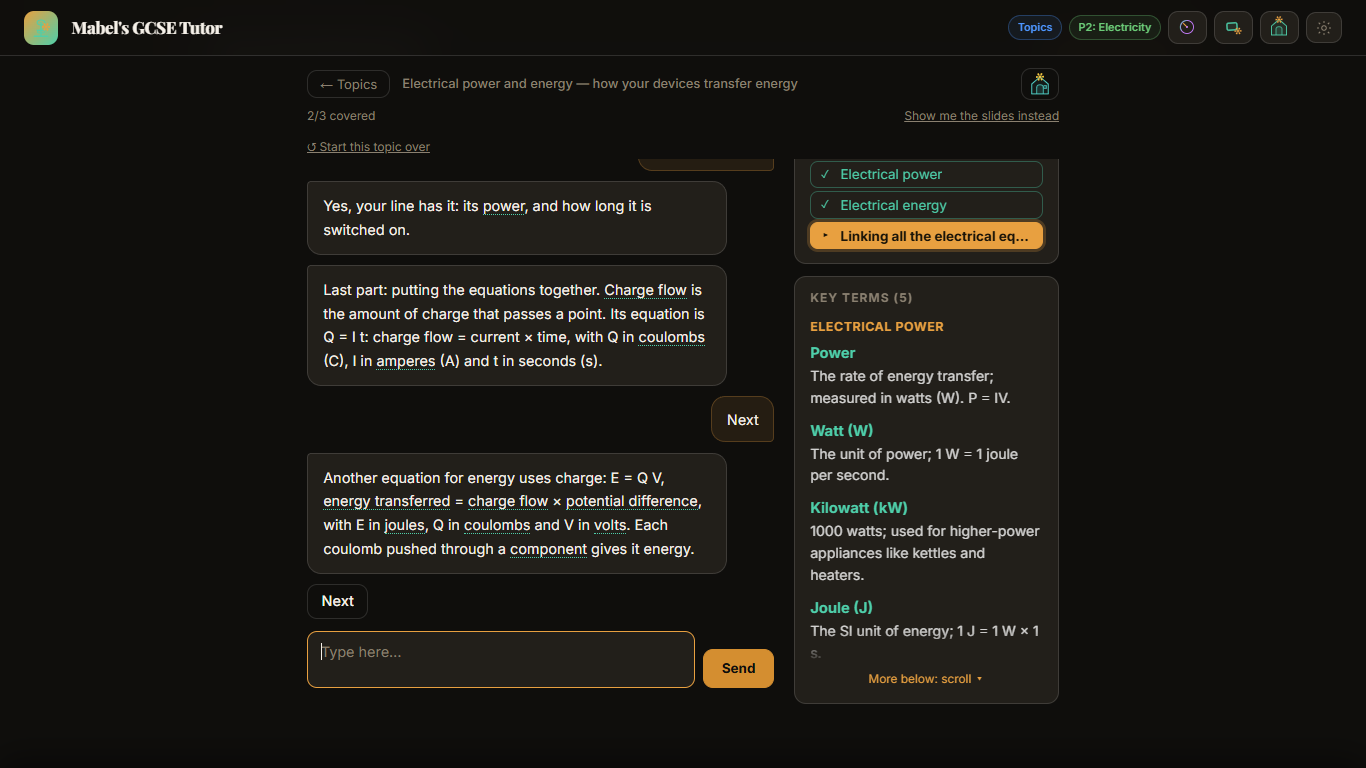 Mabel's GCSE Tutor
Topics
P2: Electricity
← Topics
Electrical power and energy — how your devices transfer energy
2/3 covered
Show me the slides instead
↺ Start this topic over
Yes, your line has it: its power, and how long it is
switched on.
Last part: putting the equations together. Charge flow is
the amount of charge that passes a point. Its equation is
Q = I t: charge flow = current × time, with Q in coulombs
(C), I in amperes (A) and t in seconds (s).
Next
Another equation for energy uses charge: E = Q V,
energy transferred = charge flow × potential difference,
with E in joules, Q in coulombs and V in volts. Each
coulomb pushed through a component gives it energy.
Next
Type here...
Send
✓ Electrical power
✓ Electrical energy
‣ Linking all the electrical eq...
KEY TERMS (5)
ELECTRICAL POWER
Power
The rate of energy transfer;
measured in watts (W). P = IV.
Watt (W)
The unit of power; 1 W = 1 joule
per second.
Kilowatt (kW)
1000 watts; used for higher-power
appliances like kettles and
heaters.
Joule (J)
The SI unit of energy; 1 J = 1 W × 1
s.
More below: scroll ▾